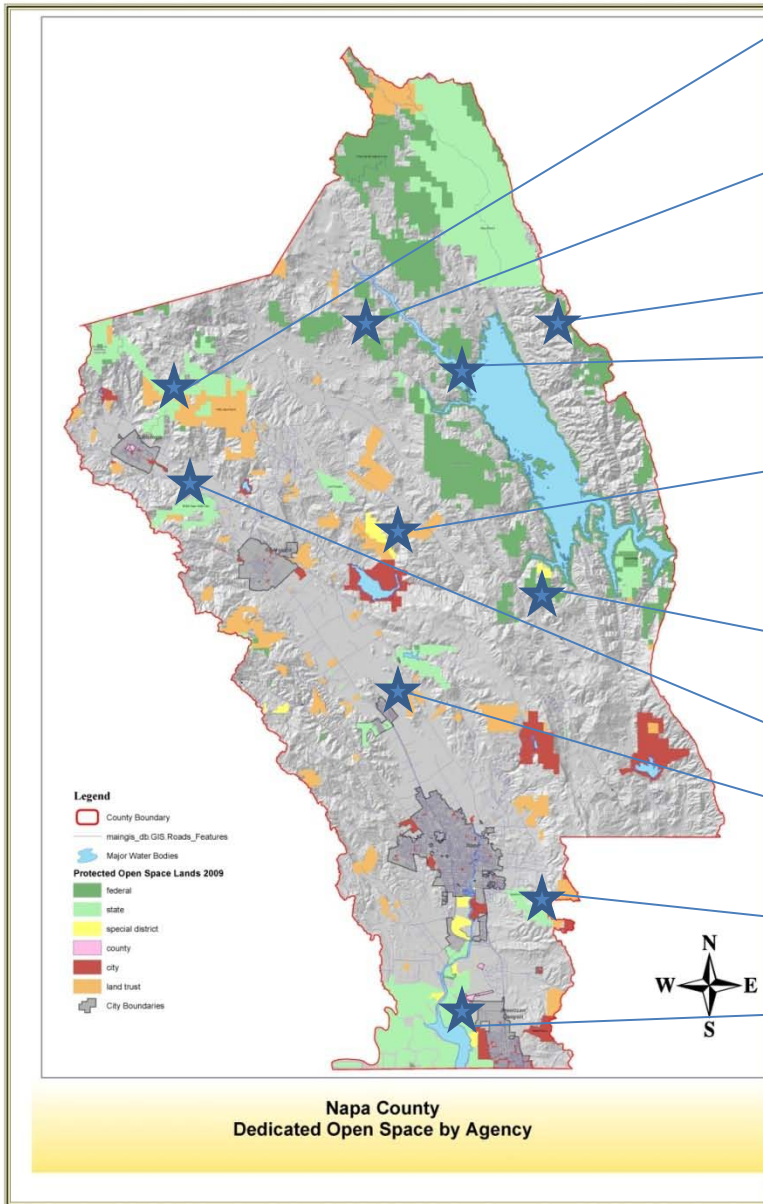 N
W E
S
Legend
County Boundary
maingis_db.GIS.Roads_Features
Major Water Bodies
Protected Open Space Lands 2009
federal
state
special district
county
city
land trust
City Boundaries
Napa County
Dedicated Open Space by Agency